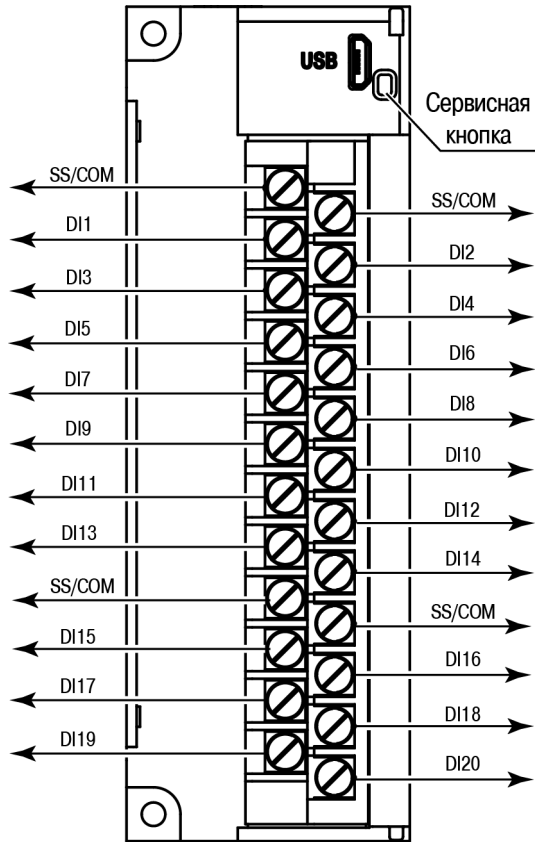 USB
Сервисная
кнопка
SS/COM
SS/COM
DI1
DI2
DI3
DI4
DI5
DI6
DI7
DI8
DI9
DI10
DI11
DI12
DI13
DI14
SS/COM
SS/COM
DI15
DI16
DI17
DI18
DI19
DI20